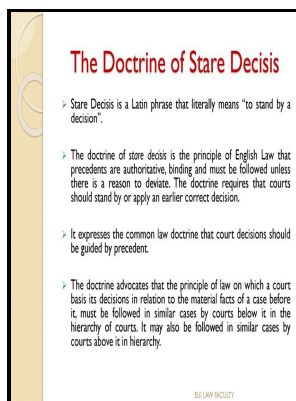 The Doctrine of Stare Decisis
Stare Decisis is a Latin phrase that literally means “to stand by a
decision”.
The doctrine of stare decisis is the principle of English Law that
precedents are authoritative, binding and must be followed unless
there is a reason to deviate. The doctrine requires that courts
should stand by or apply an earlier correct decision.
It expresses the common law doctrine that court decisions should
be guided by precedent.
The doctrine advocates that the principle of law on which a court
basis its decisions in relation to the material facts of a case before
it, must be followed in similar cases by courts below it in the
hierarchy of courts. It may also be followed in similar cases by
courts above it in hierarchy.
LAW FACULTY